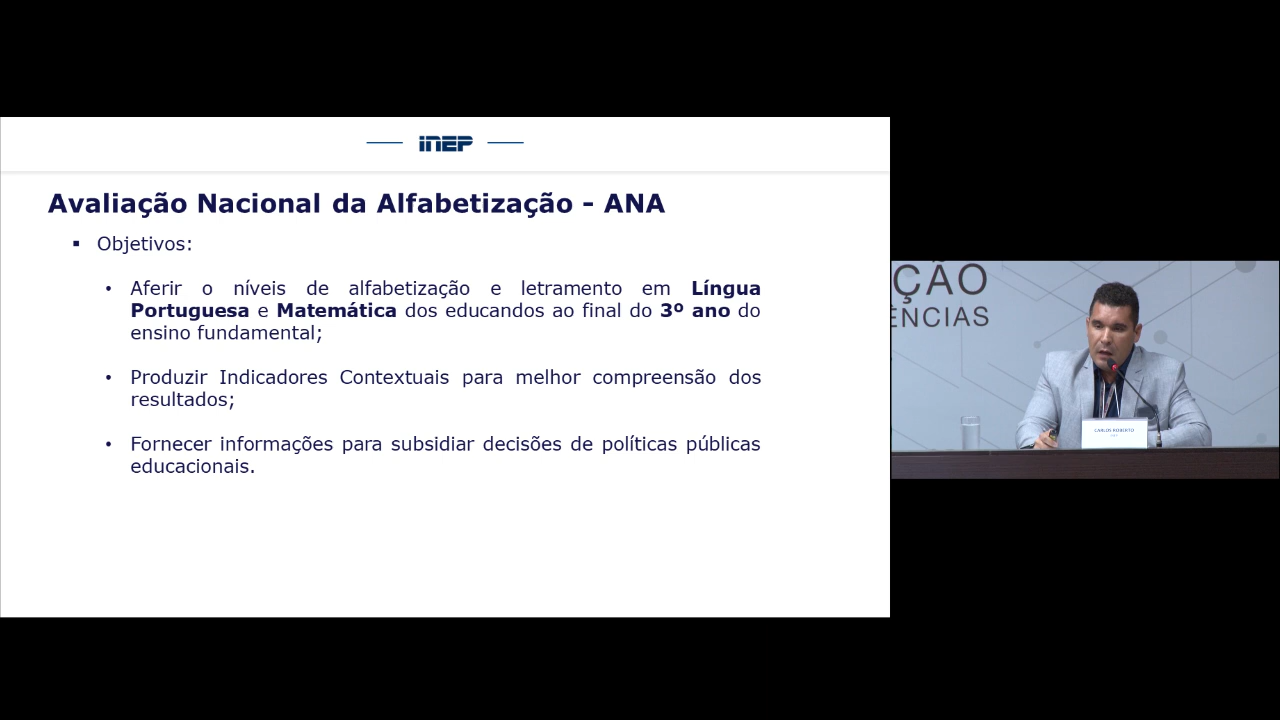 INEP
Avaliação Nacional da Alfabetização - ANA
Objetivos:
Aferir o níveis de alfabetização e letramento em Língua
Portuguesa e Matemática dos educandos ao final do 3º ano do
ensino fundamental;
Produzir Indicadores Contextuais para melhor compreensão dos
resultados;
Fornecer informações para subsidiar decisões de políticas públicas
educacionais.
ÇÃO
ÊNCIAS
CARLOS ROBERTO